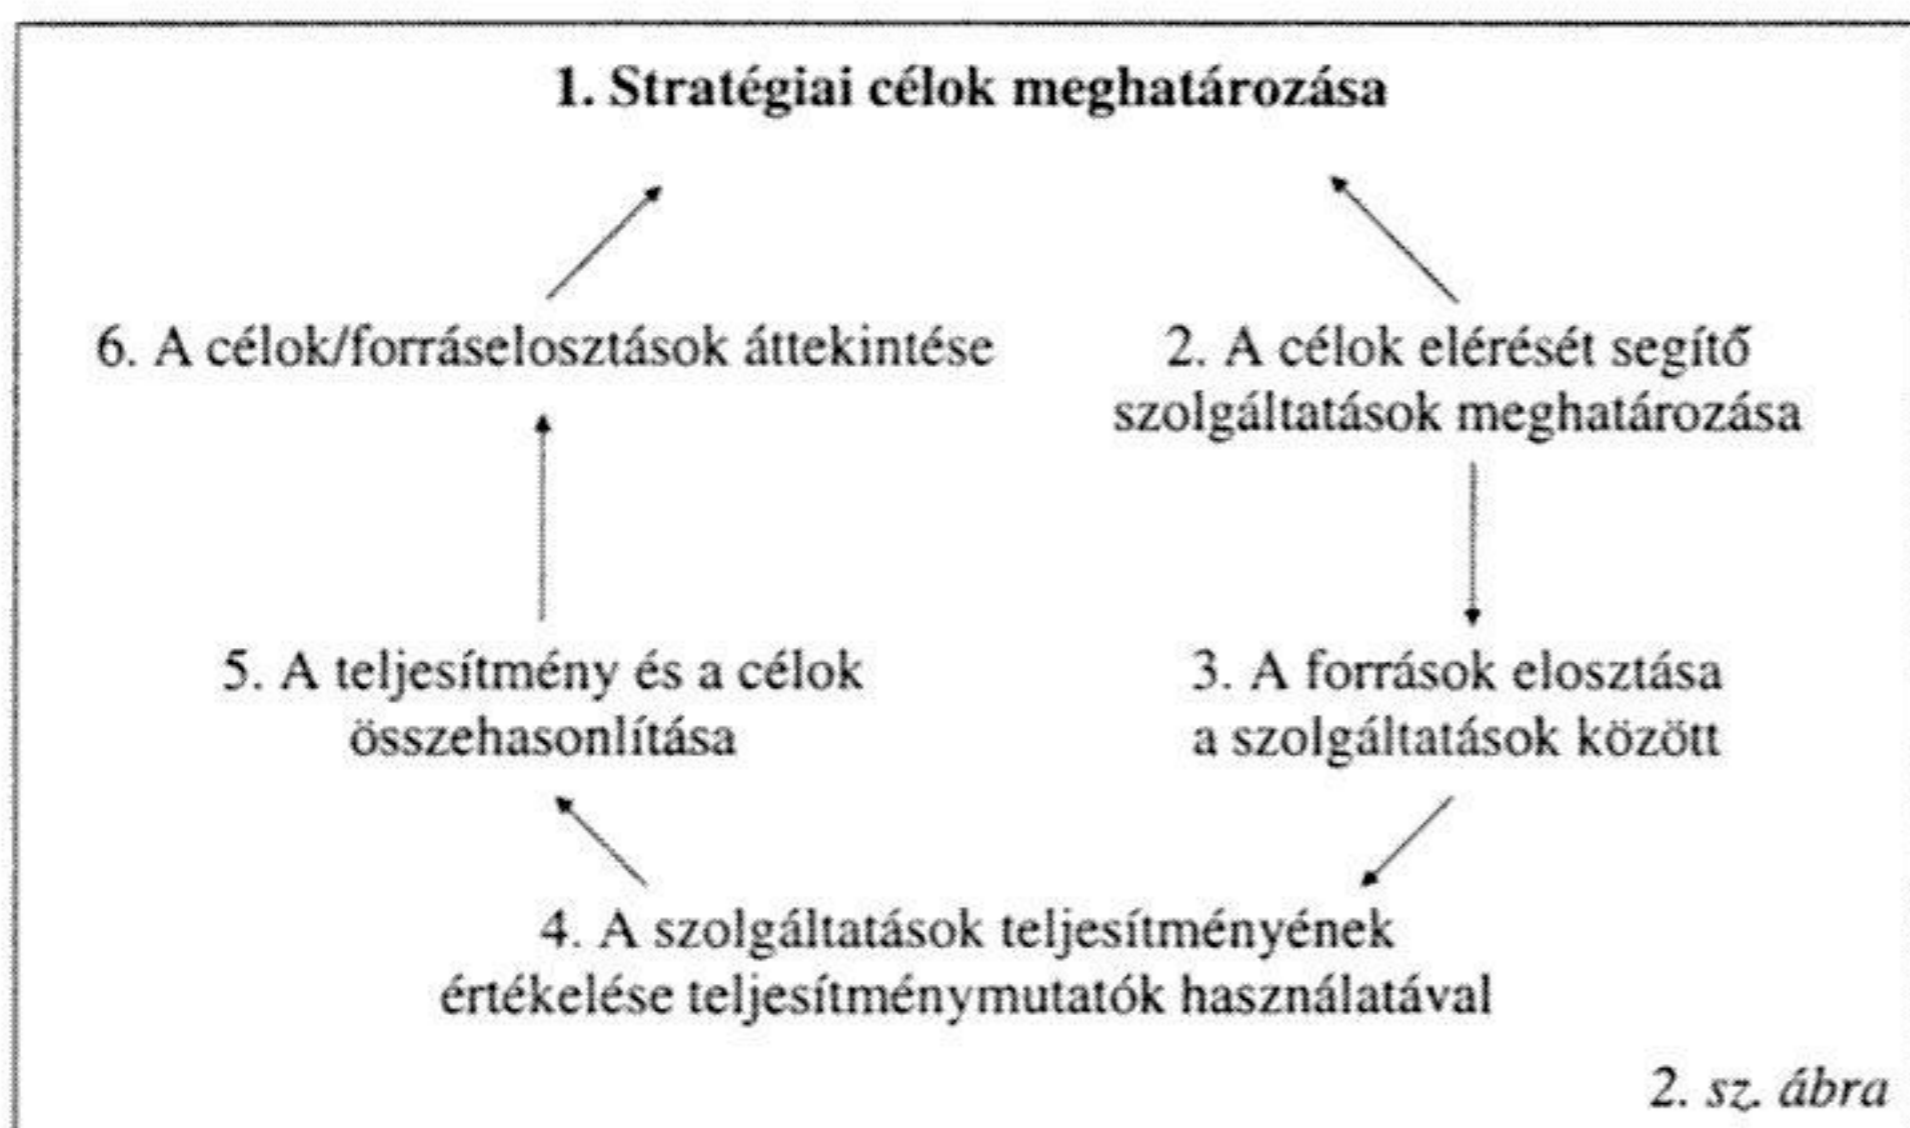 1. Stratégiai célok meghatározása
6. A célok/forráselosztások áttekintése
2. A célok elérését segítő
szolgáltatások meghatározása
5. A teljesítmény és a célok
összehasonlítása
3. A források elosztása
a szolgáltatások között
4. A szolgáltatások teljesítményének
értékelése teljesítménymutatók használatával
2. sz. ábra